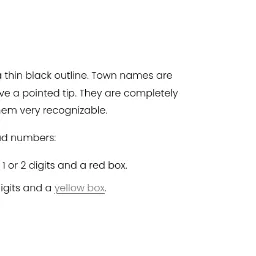 thin black outline. Town names are
ve a pointed tip. They are completely
em very recognizable.
d numbers:
1 or 2 digits and a red box.
igits and a yellow box.